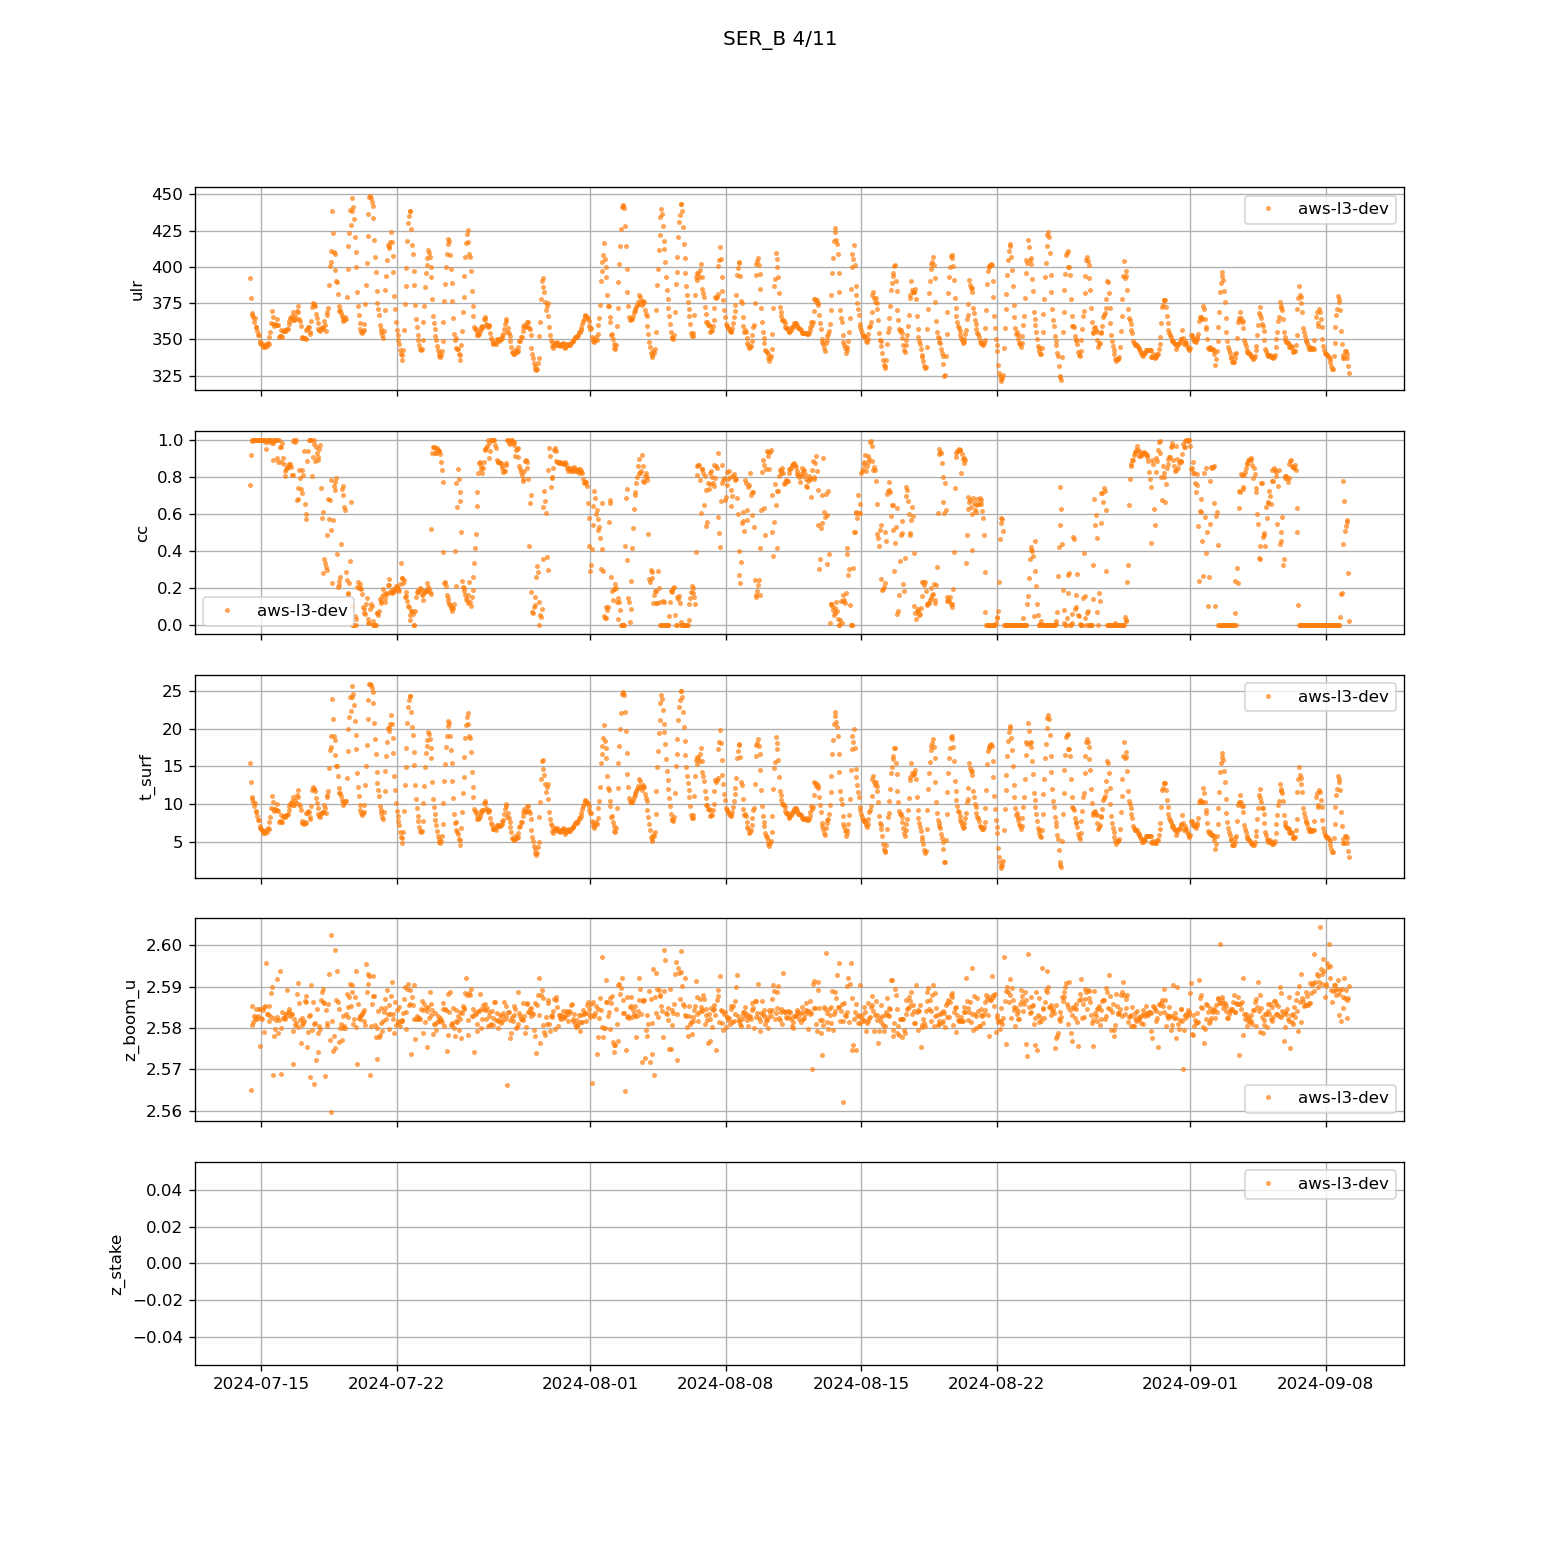 SER_B 4/11
450
425
400
375
350
325
ulr
aws-l3-dev
1.0
0.8
0.6
0.4
0.2
0.0
cc
aws-l3-dev
25
20
15
10
5
t_surf
aws-l3-dev
2.60
2.59
2.58
2.57
2.56
z_boom_u
aws-l3-dev
0.04
0.02
0.00
−0.02
−0.04
z_stake
aws-l3-dev
2024-07-15 2024-07-22 2024-08-01 2024-08-08 2024-08-15 2024-08-22 2024-09-01 2024-09-08